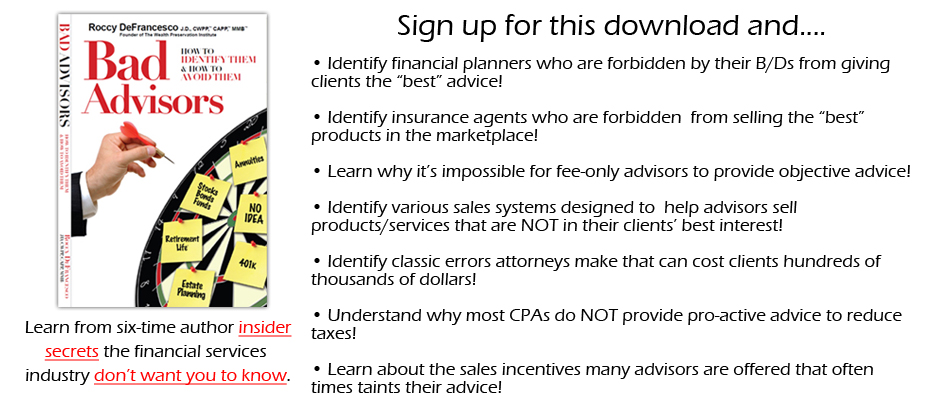 Roccy DeFrancesco J.D., CWPP, CAPP, MMB
Founder of The Wealth Preservation Institute
Bad
Advisors
HOW TO
IDENTIFY THEM
& HOW TO
AVOID THEM
BAD ADVISORS
Annuities
Stocks
Bonds
Funds
NO
IDEA
Retirement
Life
401k
Estate
Planning
Learn from six-time author insider
secrets the financial services
industry don't want you to know.
Sign up for this download and....
• Identify financial planners who are forbidden by their B/Ds from giving
clients the “best” advice!
• Identify insurance agents who are forbidden  from selling the “best”
products in the marketplace!
• Learn why it’s impossible for fee-only advisors to provide objective advice!
• Identify various sales systems designed to  help advisors sell
products/services that are NOT in their clients’ best interest!
• Identify classic errors attorneys make that can cost clients hundreds of
thousands of dollars!
• Understand why most CPAs do NOT provide pro-active advice to reduce
taxes!
• Learn about the sales incentives many advisors are offered that often
times taints their advice!